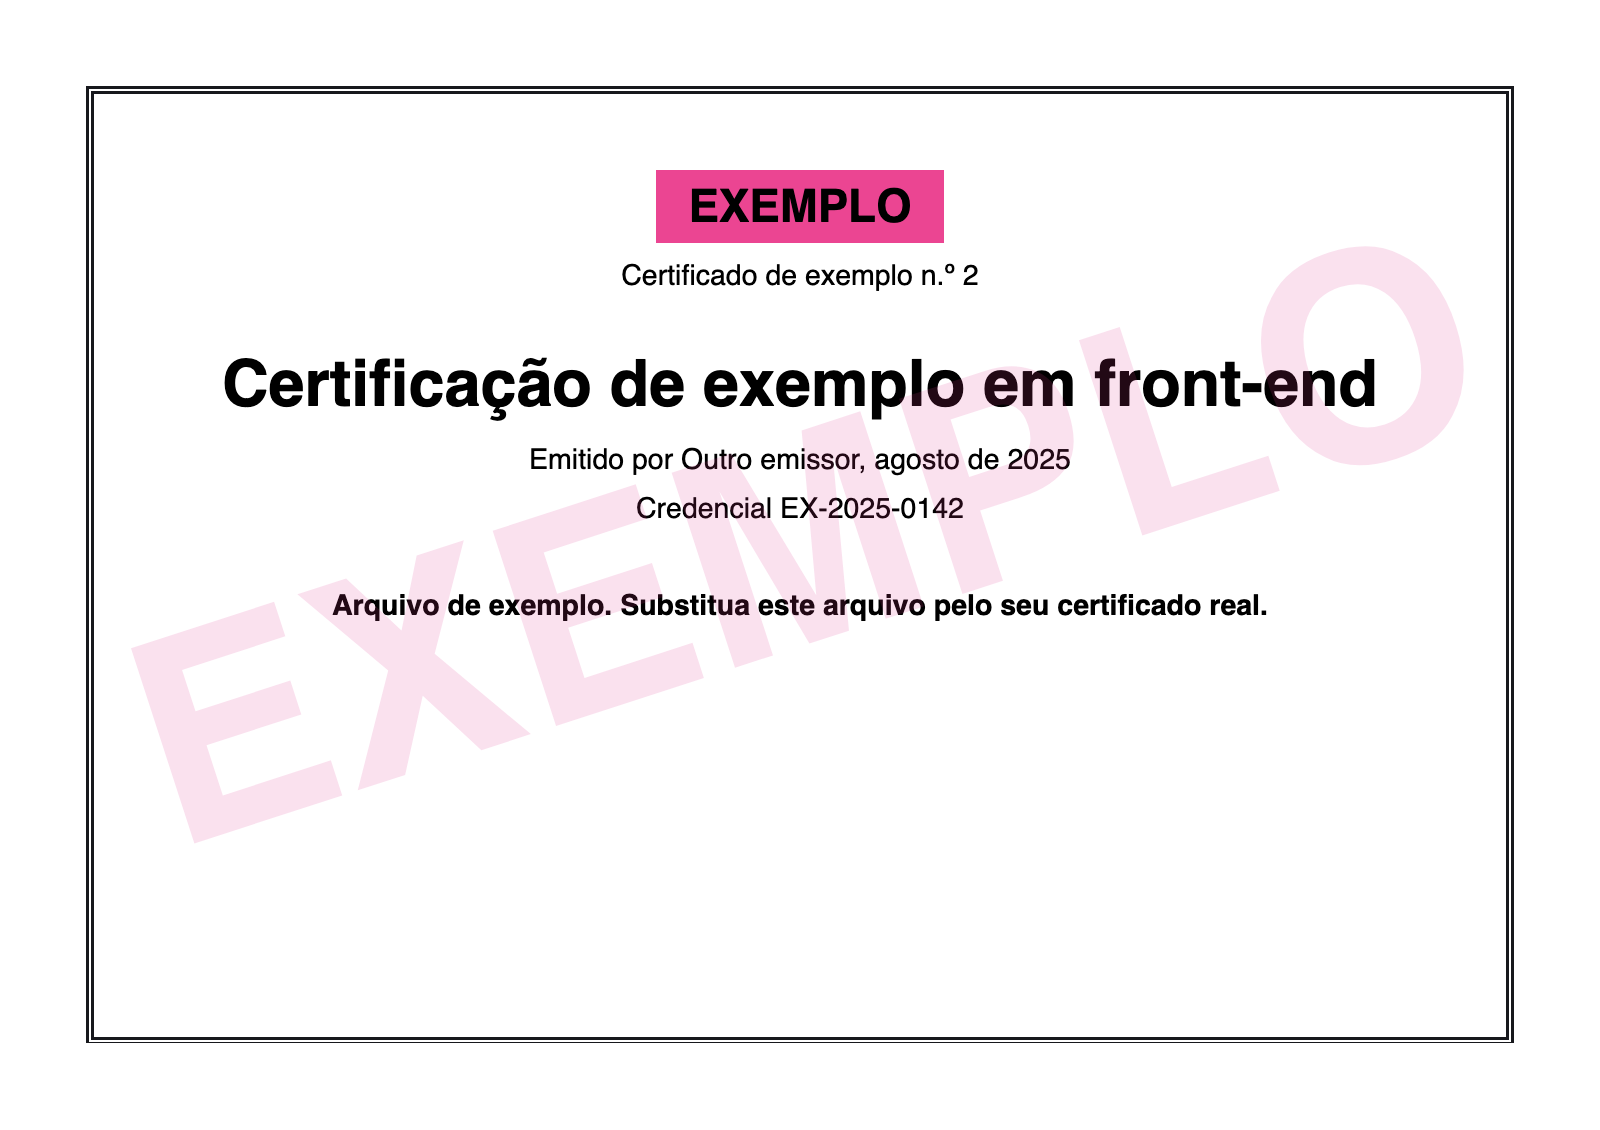 EXEMPLO
Certificado de exemplo n.º 2
Certificação de exemplo em front-end
Emitido por Outro emissor, agosto de 2025
Credencial EX-2025-0142
Arquivo de exemplo. Substitua este arquivo pelo seu certificado real.
EXEMPLO